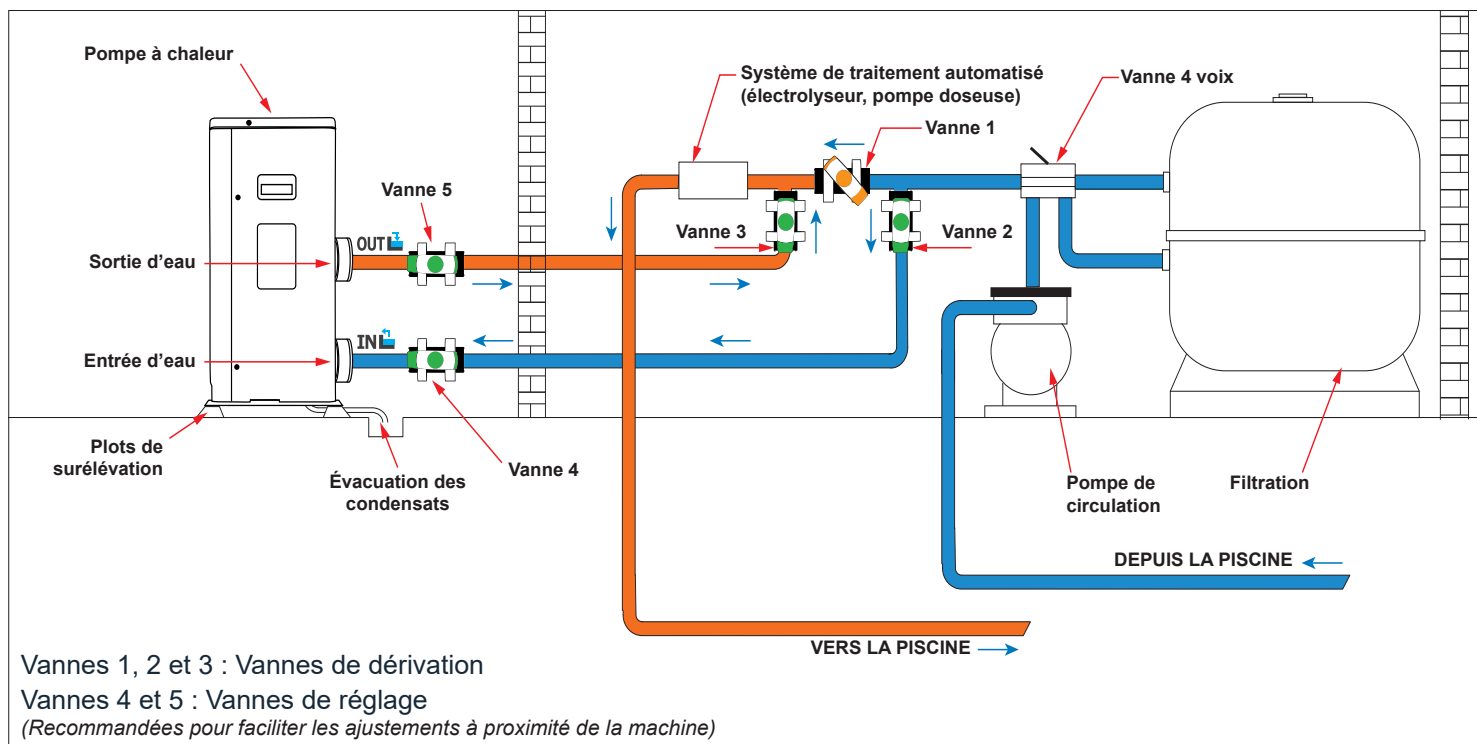 Pompe à chaleur
Système de traitement automatisé
(électrolyseur, pompe doseuse)
Vanne 4 voix
Vanne 1
Vanne 5
Vanne 3
Vanne 2
OUT
Sortie d'eau
IN
Entrée d'eau
Plots de
surélévation
Évacuation des
condensats
Vanne 4
Pompe de
circulation
Filtration
DEPUIS LA PISCINE
VERS LA PISCINE
Vannes 1, 2 et 3 : Vannes de dérivation
Vannes 4 et 5 : Vannes de réglage
(Recommandées pour faciliter les ajustements à proximité de la machine)